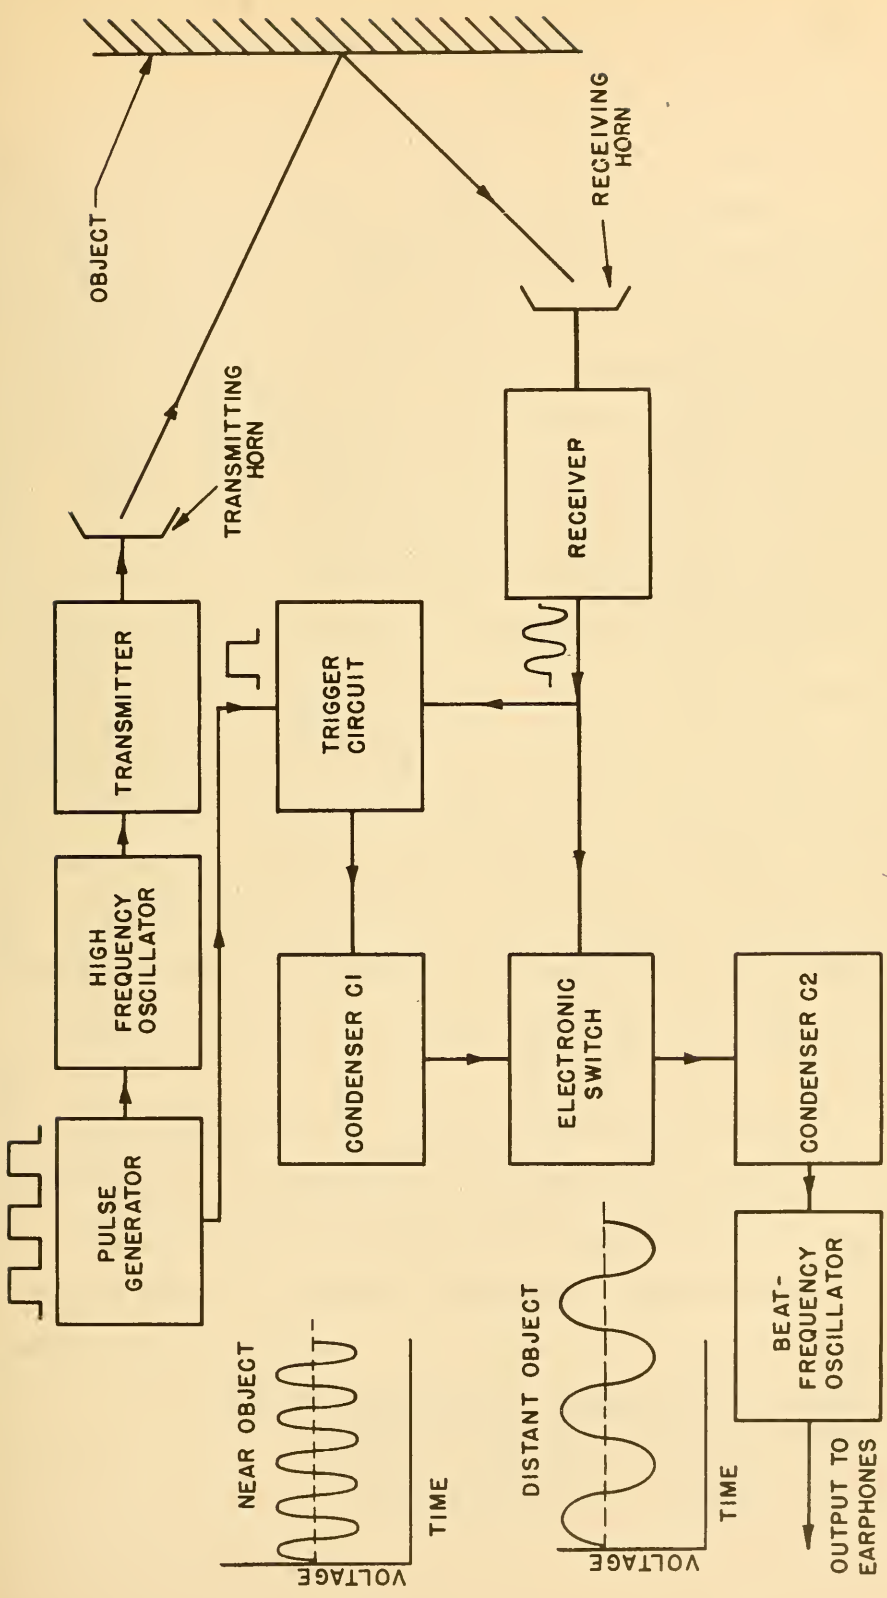 PULSE
GENERATOR
HIGH
FREQUENCY
OSCILLATOR
TRANSMITTER
TRANSMITTING
HORN
OBJECT
TRIGGER
CIRCUIT
CONDENSER C1
RECEIVING
HORN
RECEIVER
ELECTRONIC
SWITCH
CONDENSER C2
BEAT-
FREQUENCY
OSCILLATOR
OUTPUT TO
EARPHONES
NEAR OBJECT
VOLTAGE
TIME
DISTANT OBJECT
VOLTAGE
TIME